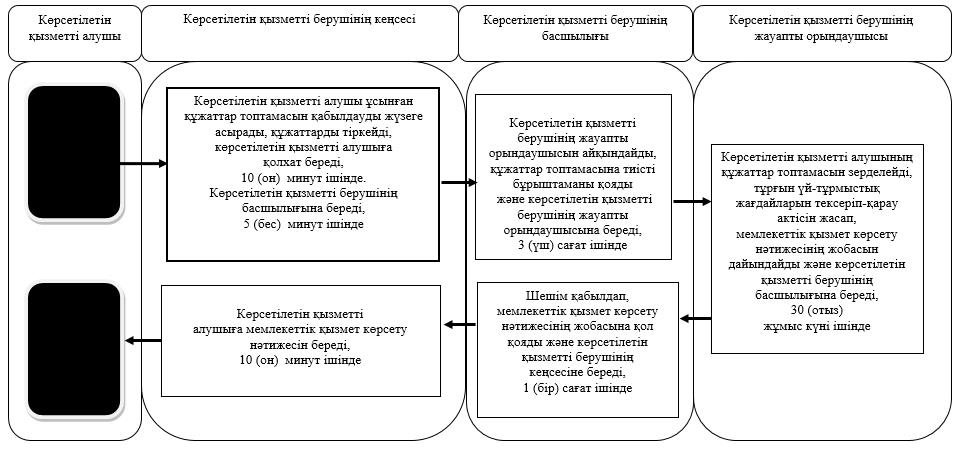 Көрсетілетін
қызметті алушы
Көрсетілетін қызметті берушінің кеңсесі
Көрсетілетін қызметті берушінің
басшылығы
Көрсетілетін қызметті берушінің
жауапты орындаушысы
Көрсетілетін қызметті алушы ұсынған
құжаттар топтамасын қабылдауды жүзеге
асырады, құжаттарды тіркейді,
көрсетілетін қызметті алушыға
қолхат береді,
10 (он) минут ішінде.
Көрсетілетін қызметті берушінің
басшылығына береді,
5 (бес) минут ішінде
Көрсетілетін қызметті
берушінің жауапты
орындаушысын айқындайды,
құжаттар топтамасына тиісті
бұрыштаманы қояды
және көрсетілетін қызметті
берушінің жауапты
орындаушысына береді,
3 (үш) сағат ішінде
Көрсетілетін қызметті алушының
құжаттар топтамасын зерделейді,
тұрғын үй-тұрмыстық
жағдайларын тексеріп-қарау
актісін жасап,
мемлекеттік қызмет көрсету
нәтижесінің жобасын
дайындайды және көрсетілетін
қызметті берушінің
басшылығына береді,
30 (отыз)
жұмыс күні ішінде
Шешім қабылдап,
мемлекеттік қызмет көрсету
нәтижесінің жобасына қол
қояды және көрсетілетін
қызметті берушінің
кеңсесіне береді,
1 (бір) сағат ішінде
Көрсетілетін қызметті
алушыға мемлекеттік қызмет көрсету
нәтижесін береді,
10 (он) минут ішінде